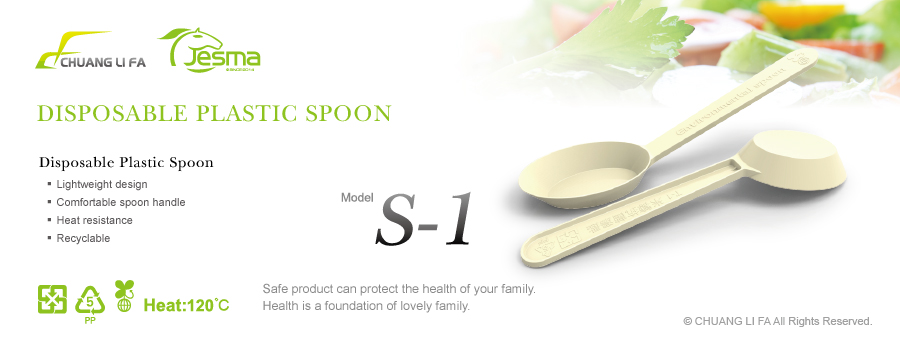 CHUANG LI FA
Jesma
DISPOSABLE PLASTIC SPOON
Disposable Plastic Spoon
▪ Lightweight design
▪ Comfortable spoon handle
▪ Heat resistance
▪ Recyclable
Model
S-1
5
PP
Heat:120°C
Safe product can protect the health of your family.
Health is a foundation of lovely family.
© CHUANG LI FA All Rights Reserved.